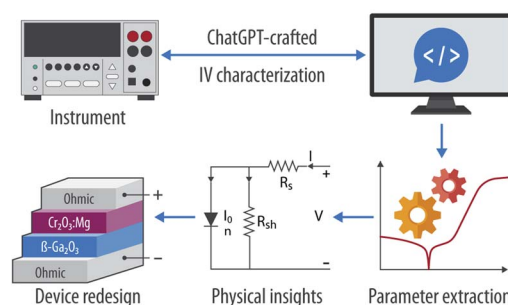 ChatGPT-crafted
IV characterization
</>
Instrument
Ohmic
+
Cr₂O₃:Mg
ß-Ga₂O₃
Ohmic
−
Device redesign
I
Rₛ
+
I₀
n
Rₛₕ
V
−
Physical insights
Parameter extraction